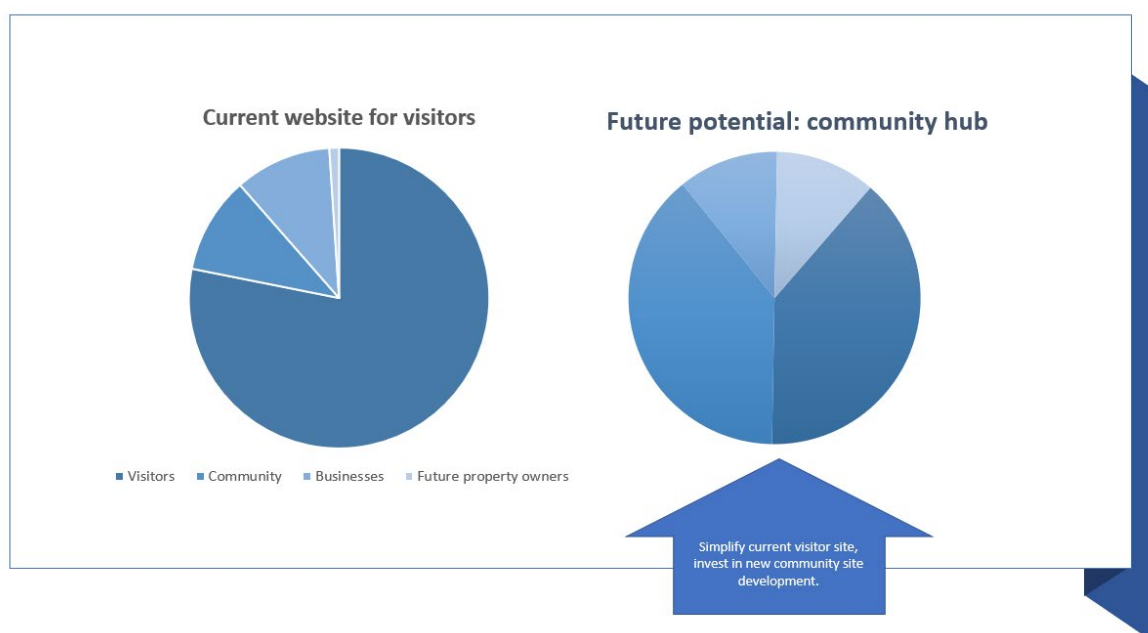 Current website for visitors
Future potential: community hub
Visitors Community Businesses Future property owners
Simplify current visitor site,
invest in new community site
development.